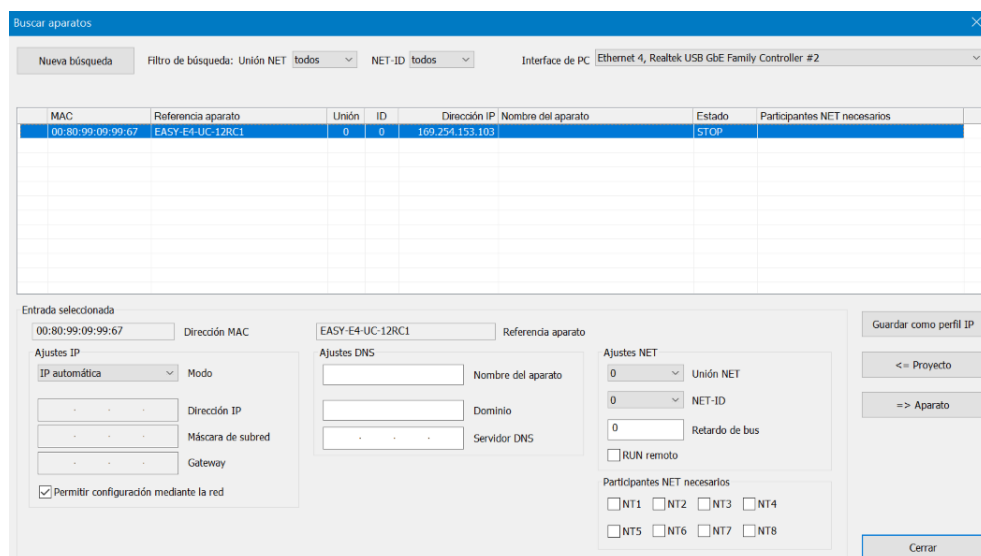 Buscar aparatos
Nueva búsqueda Filtro de búsqueda: Unión NET todos NET-ID todos Interface de PC Ethernet 4, Realtek USB GbE Family Controller #2
MAC Referencia aparato Unión ID Dirección IP Nombre del aparato Estado Participantes NET necesarios
00:80:99:09:99:67 EASY-E4-UC-12RC1 0 0 169.254.153.103 STOP
Entrada seleccionada
00:80:99:09:99:67 Dirección MAC EASY-E4-UC-12RC1 Referencia aparato Guardar como perfil IP
Ajustes IP Ajustes DNS Ajustes NET
IP automática Modo Nombre del aparato 0 Unión NET <= Proyecto
Dirección IP Dominio 0 NET-ID => Aparato
Máscara de subred Servidor DNS 0 Retardo de bus
Gateway RUN remoto
Permitir configuración mediante la red Participantes NET necesarios
NT1 NT2 NT3 NT4
NT5 NT6 NT7 NT8
Cerrar